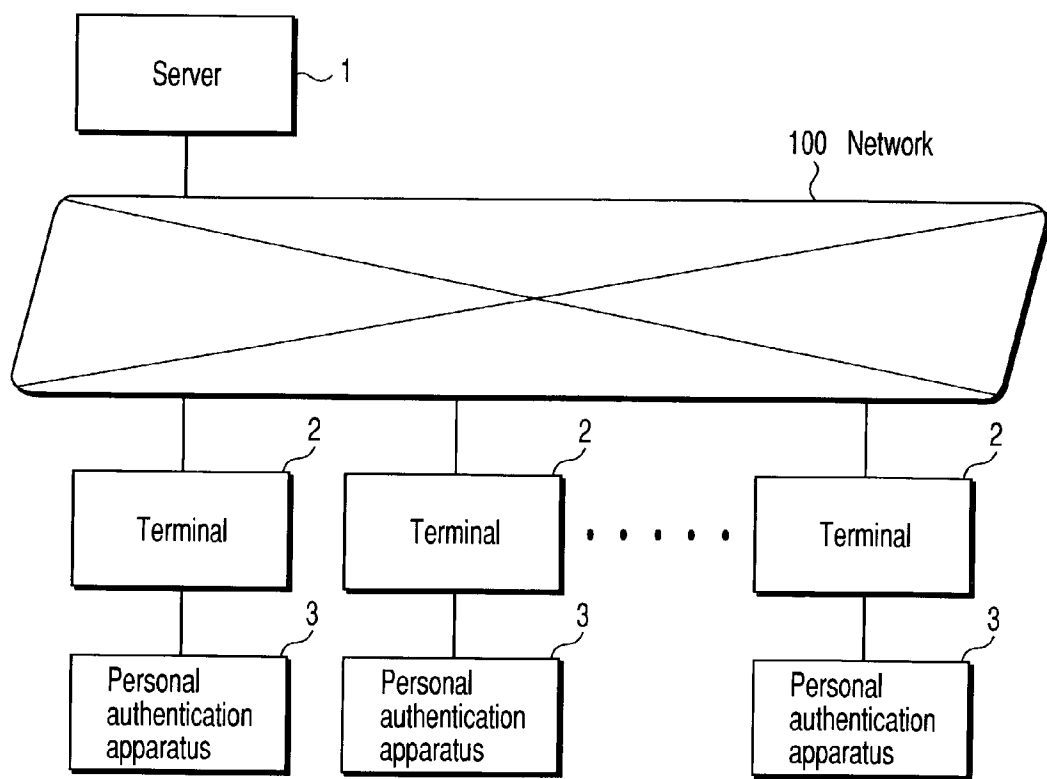 Server
1
100 Network
2
2
2
Terminal
Terminal
Terminal
3
3
3
Personal
authentication
apparatus
Personal
authentication
apparatus
Personal
authentication
apparatus